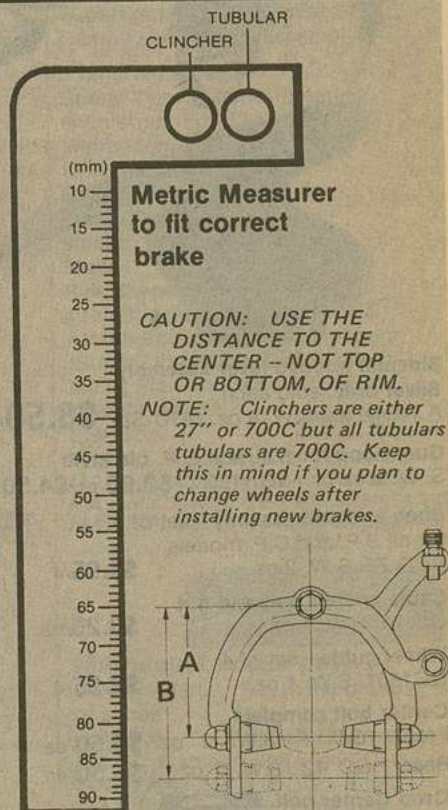 TUBULAR
CLINCHER
(mm)
10
15
20
25
30
35
40
45
50
55
60
65
70
75
80
85
90
Metric Measurer
to fit correct
brake
CAUTION: USE THE
DISTANCE TO THE
CENTER -- NOT TOP
OR BOTTOM, OF RIM.
NOTE: Clinchers are either
27" or 700C but all tubulars
tubulars are 700C. Keep
this in mind if you plan to
change wheels after
installing new brakes.
A
B